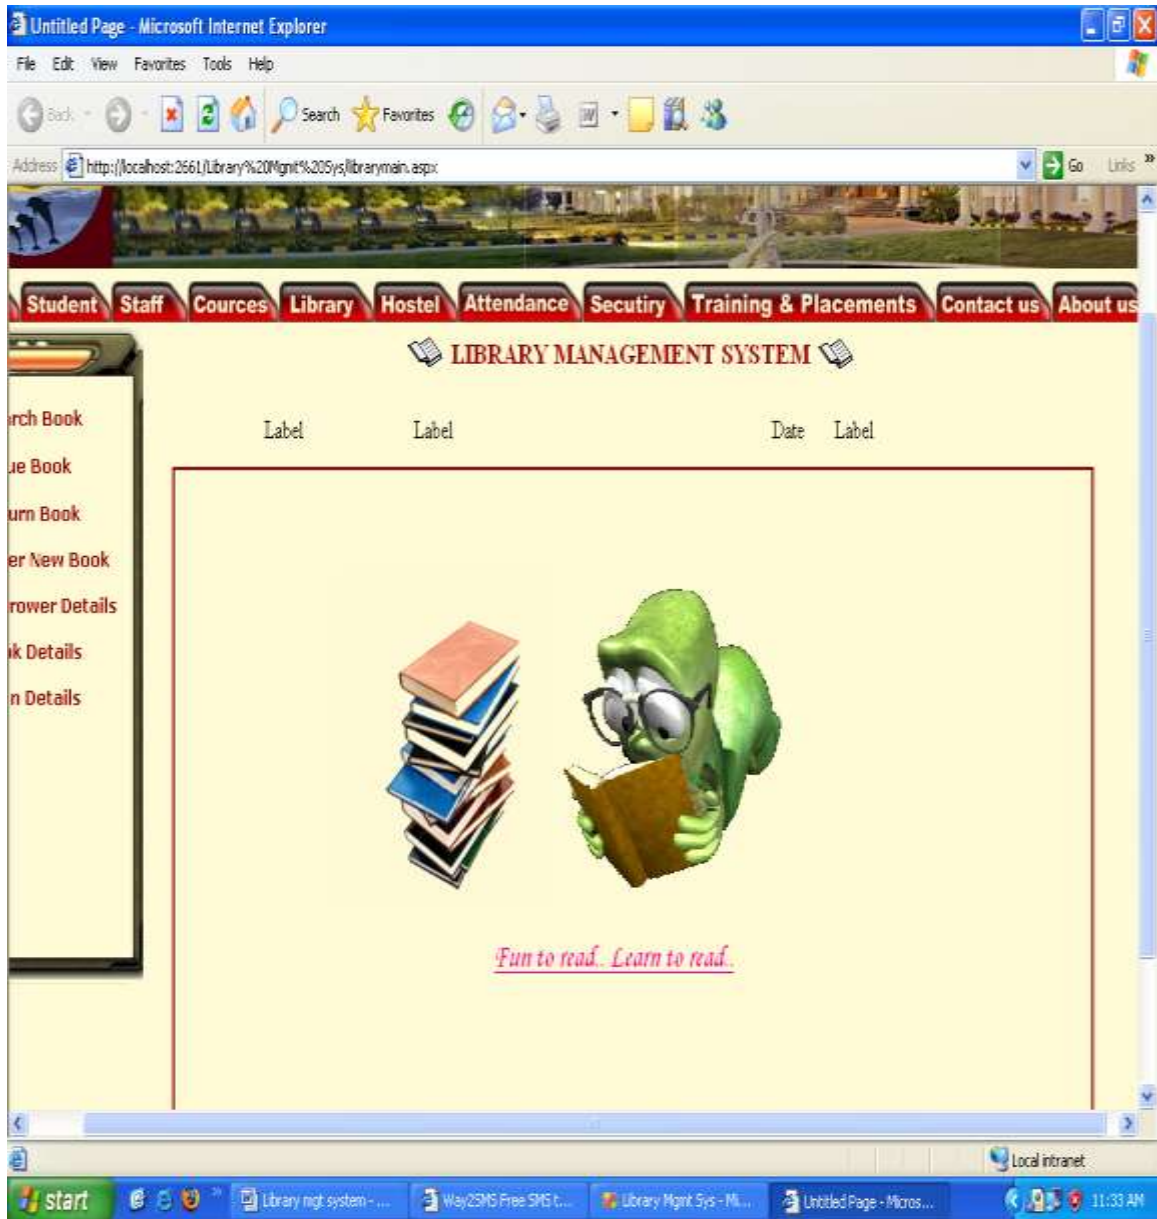 Untitled Page - Microsoft Internet Explorer
File Edit View Favorites Tools Help
Back Search Favorites
Address http://localhost:2661/Library%20Mgmt%20Sys/librarymain.aspx Go Links
Student Staff Cources Library Hostel Attendance Secutiry Training & Placements Contact us About us
LIBRARY MANAGEMENT SYSTEM
Label Label Date Label
rch Book
ue Book
urn Book
er New Book
rower Details
ok Details
n Details
Fun to read.. Learn to read..
Local intranet
start Library mgt system - ... Way2SMS Free SMS t... Library Mgmt Sys - Mi... Untitled Page - Micros... 11:33 AM